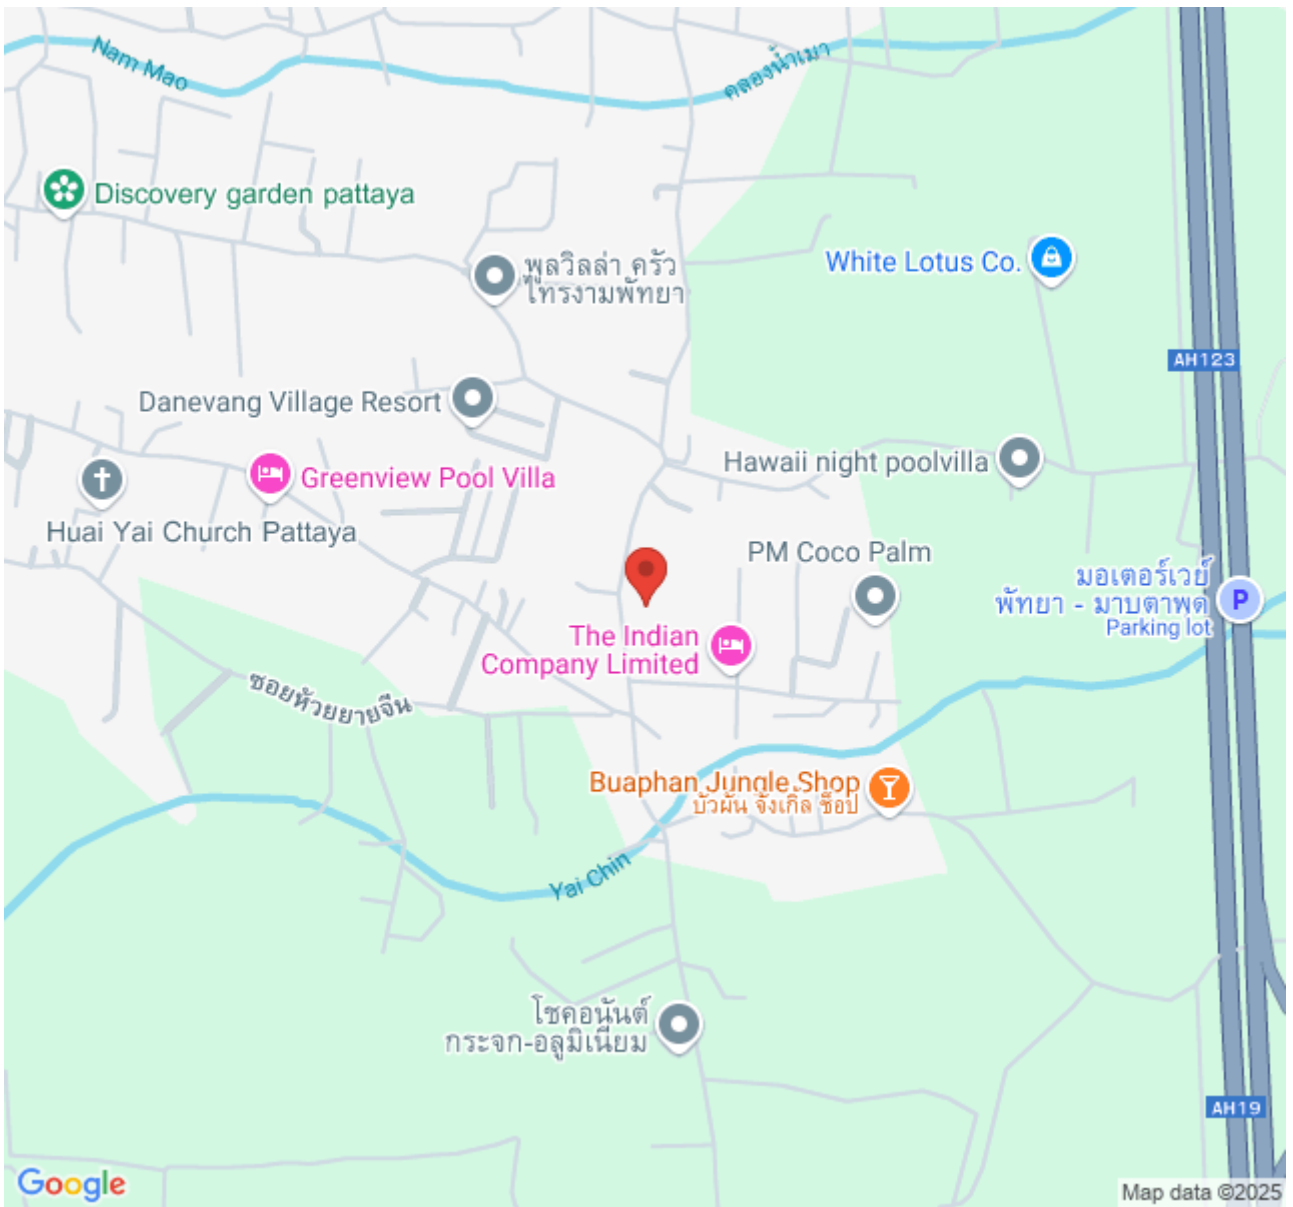 Nam Mao
คลองน้ำเมา
Discovery garden pattaya
พูลวิลล่า ครัว
ไทรงามพัทยา
White Lotus Co.
AH123
Danevang Village Resort
Hawaii night poolvilla
Greenview Pool Villa
Huai Yai Church Pattaya
PM Coco Palm
มอเตอร์เวย์
พัทยา - มาบตาพุด
Parking lot
P
The Indian
Company Limited
ซอยห้วยยายจีน
Buaphan Jungle Shop
บัวผัน จังเกิล ช็อป
Yai Chin
โชคอนันต์
กระจก-อลูมิเนียม
AH19
Google
Map data ©2025